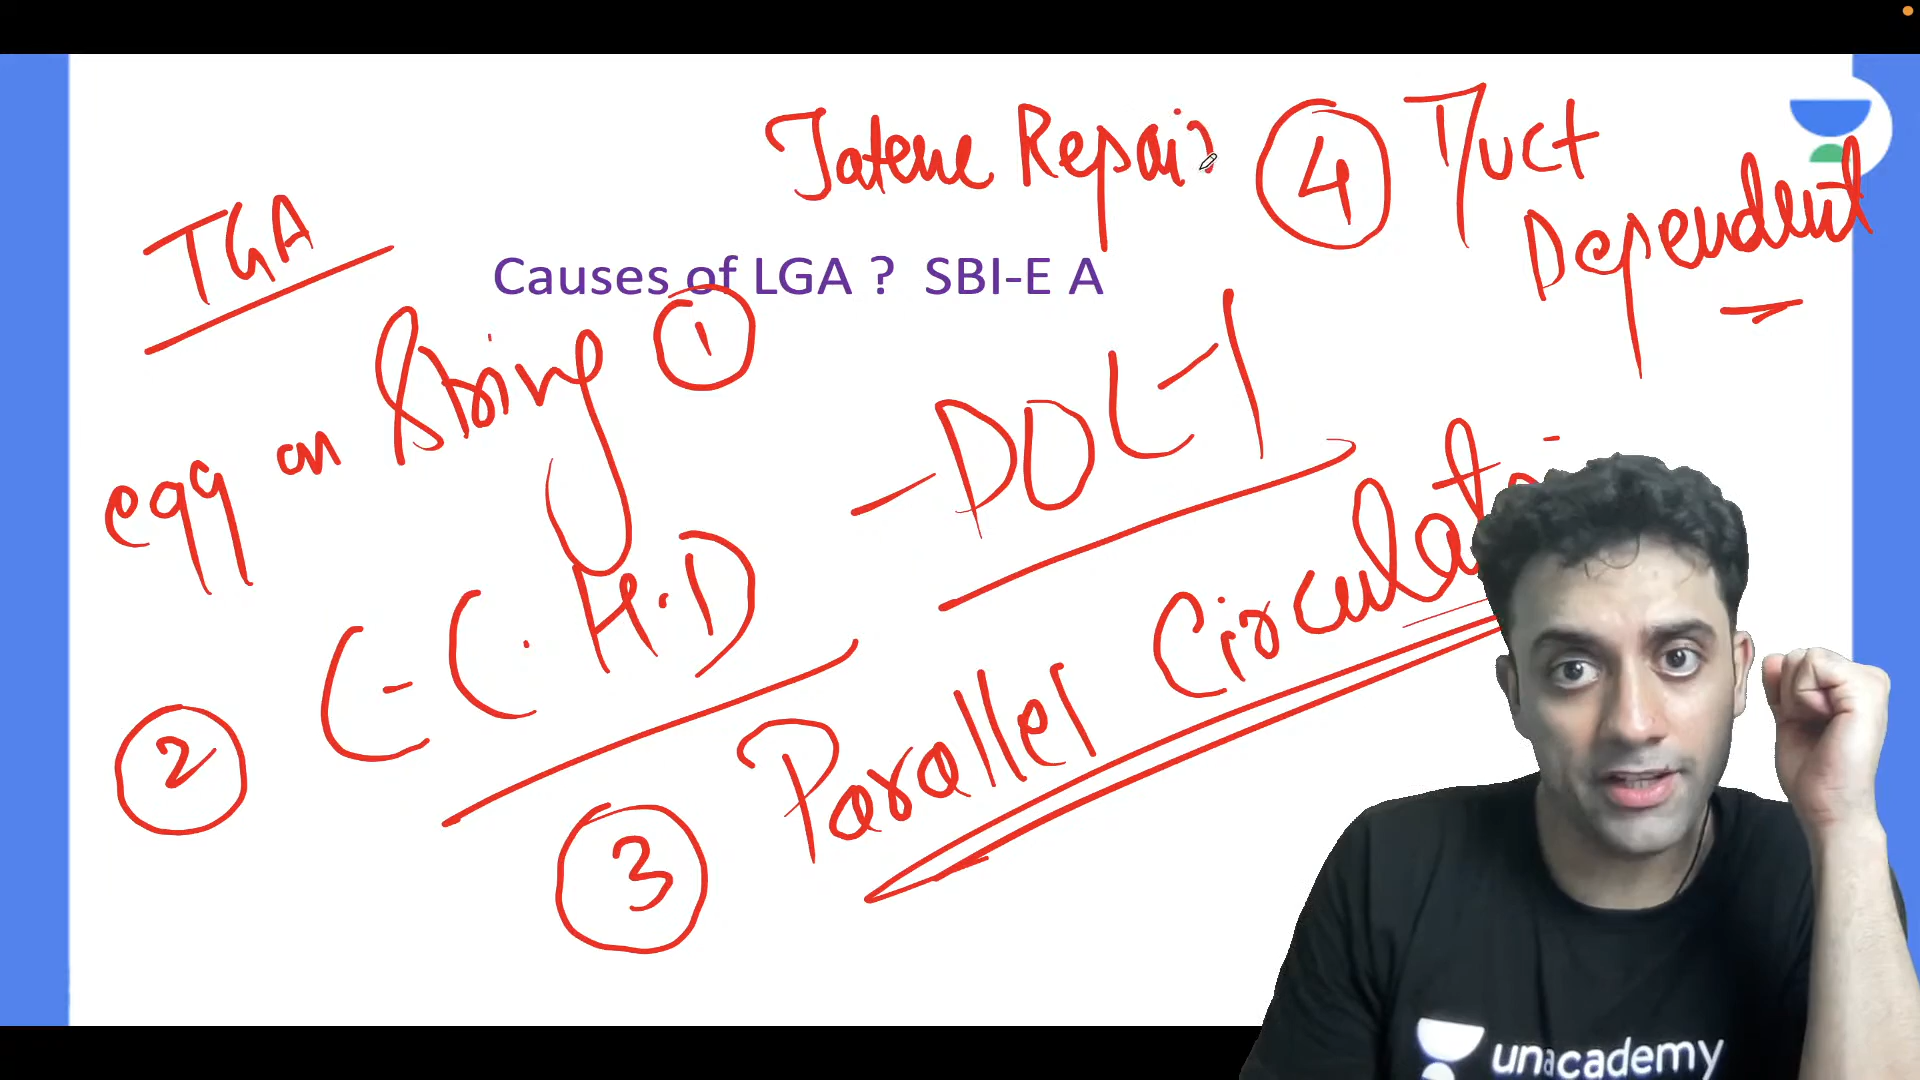 Jatene Repair
4 Duct
Dependent
TGA
Causes of LGA ? SBI-E A
egg on String 1
-DOL-1
C-C.H.D
2
Parallel Circulati
3
unacademy